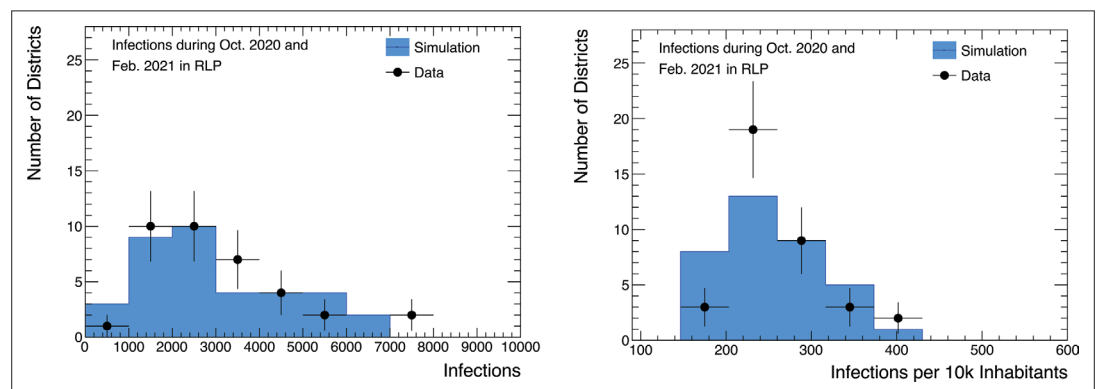 Number of Districts
25
20
15
10
5
0
Infections during Oct. 2020 and
Feb. 2021 in RLP
Simulation
Data
0 1000 2000 3000 4000 5000 6000 7000 8000 9000 10000
Infections
Number of Districts
25
20
15
10
5
0
Infections during Oct. 2020 and
Feb. 2021 in RLP
Simulation
Data
100 200 300 400 500 600
Infections per 10k Inhabitants